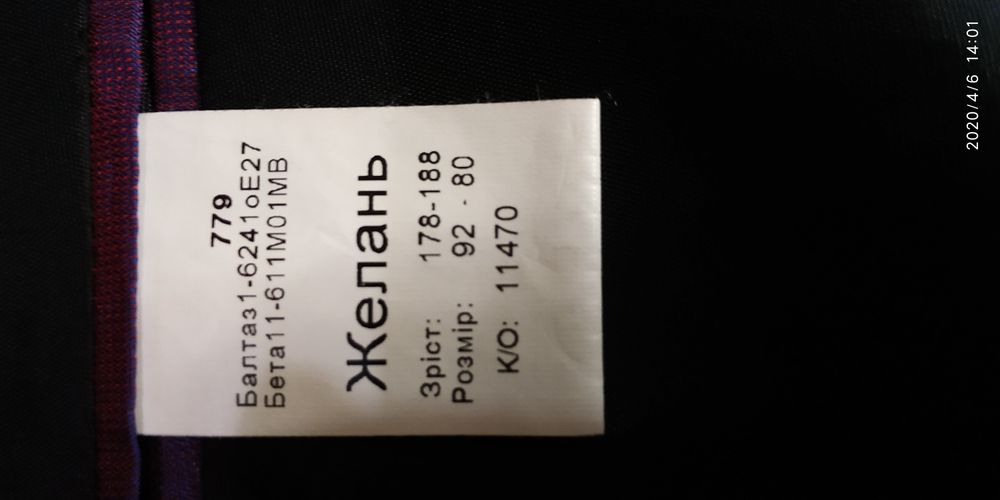 779
Балтаз1-6241оЕ27
Бета11-611М01МВ
Желань
Зріст: 178-188
Розмір: 92 - 80
К/О: 11470
2020/4/6 14:01